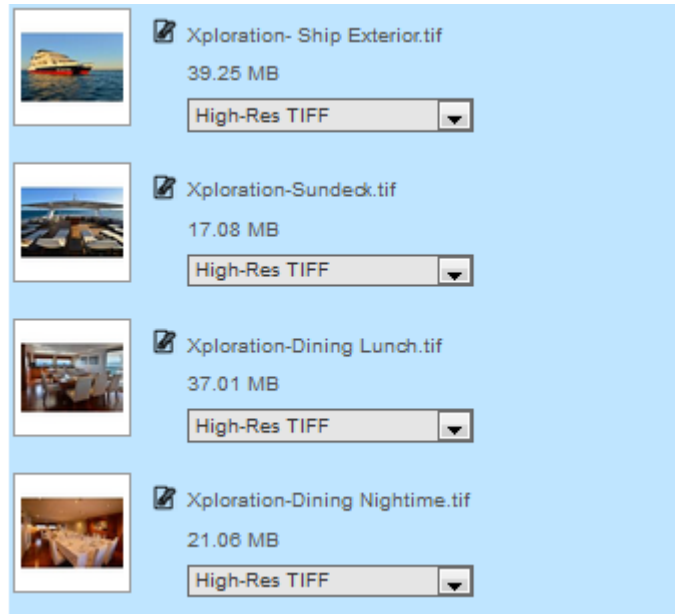 Xploration- Ship Exterior.tif
39.25 MB
High-Res TIFF
Xploration-Sundeck.tif
17.08 MB
High-Res TIFF
Xploration-Dining Lunch.tif
37.01 MB
High-Res TIFF
Xploration-Dining Nightime.tif
21.06 MB
High-Res TIFF